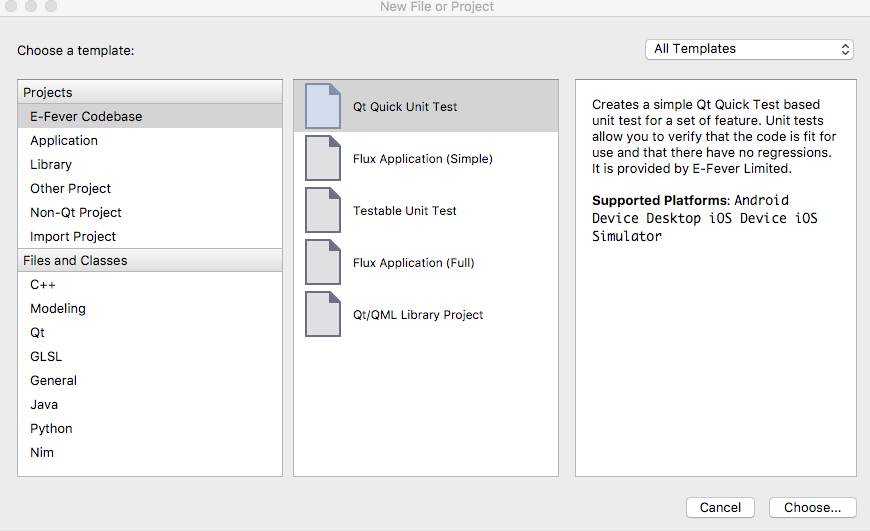 New File or Project
Choose a template:
All Templates
Projects
E-Fever Codebase
Application
Library
Other Project
Non-Qt Project
Import Project
Files and Classes
C++
Modeling
Qt
GLSL
General
Java
Python
Nim
Qt Quick Unit Test
Flux Application (Simple)
Testable Unit Test
Flux Application (Full)
Qt/QML Library Project
Creates a simple Qt Quick Test based
unit test for a set of feature. Unit tests
allow you to verify that the code is fit for
use and that there have no regressions.
It is provided by E-Fever Limited.
Supported Platforms: Android
Device Desktop iOS Device iOS
Simulator
Cancel
Choose...